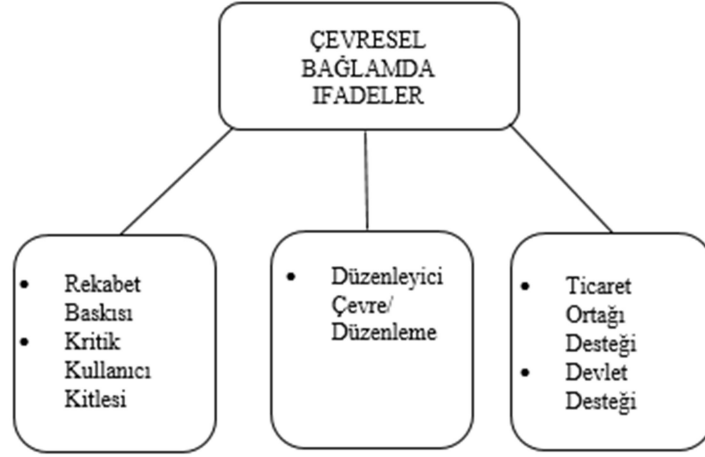 ÇEVRESEL
BAĞLAMDA
IFADELER
• Rekabet
Baskısı
• Kritik
Kullanıcı
Kitlesi
• Düzenleyici
Çevre/
Düzenleme
• Ticaret
Ortağı
Desteği
• Devlet
Desteği